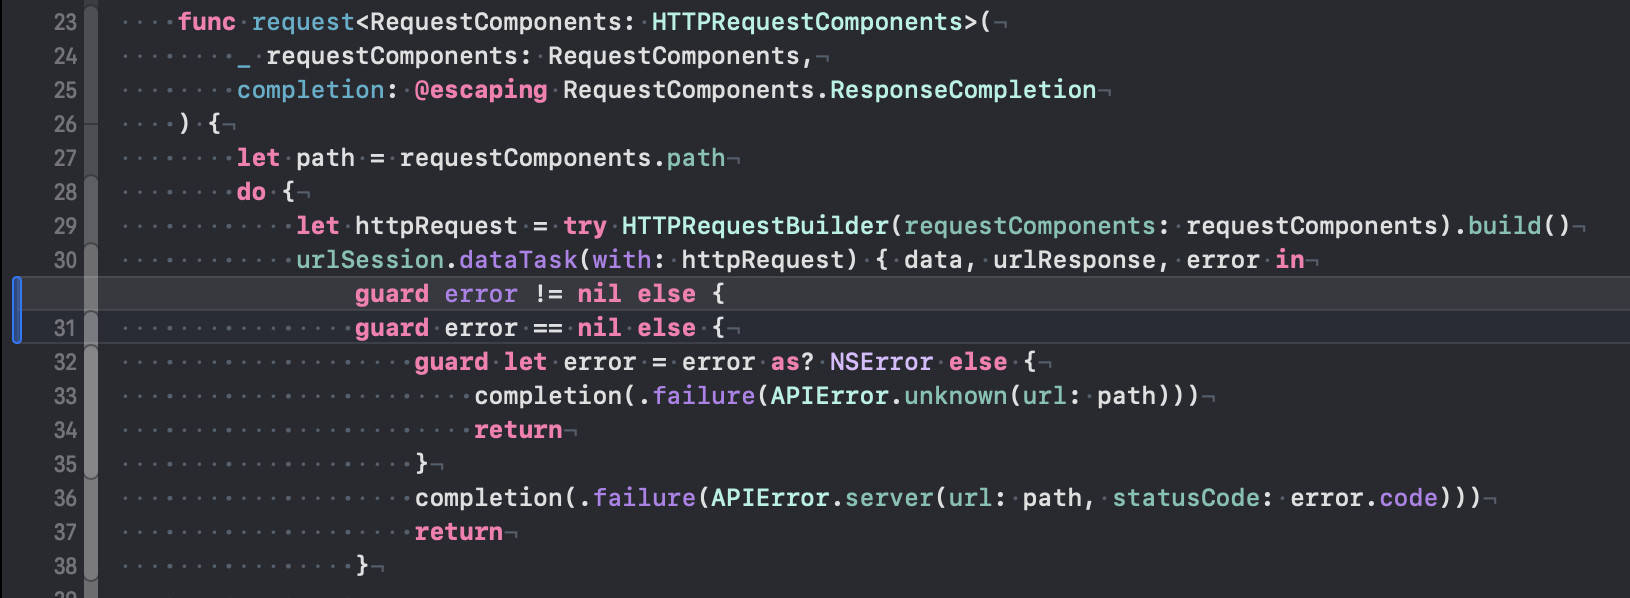 23 func request<RequestComponents: HTTPRequestComponents>(¬
24 _ requestComponents: RequestComponents,¬
25 completion: @escaping RequestComponents.ResponseCompletion¬
26 ) {¬
27 let path = requestComponents.path¬
28 do {¬
29 let httpRequest = try HTTPRequestBuilder(requestComponents: requestComponents).build()¬
30 urlSession.dataTask(with: httpRequest) { data, urlResponse, error in¬
guard error != nil else {
31 guard error == nil else {¬
32 guard let error = error as? NSError else {¬
33 completion(.failure(APIError.unknown(url: path)))¬
34 return¬
35 }¬
36 completion(.failure(APIError.server(url: path, statusCode: error.code)))¬
37 return¬
38 }¬